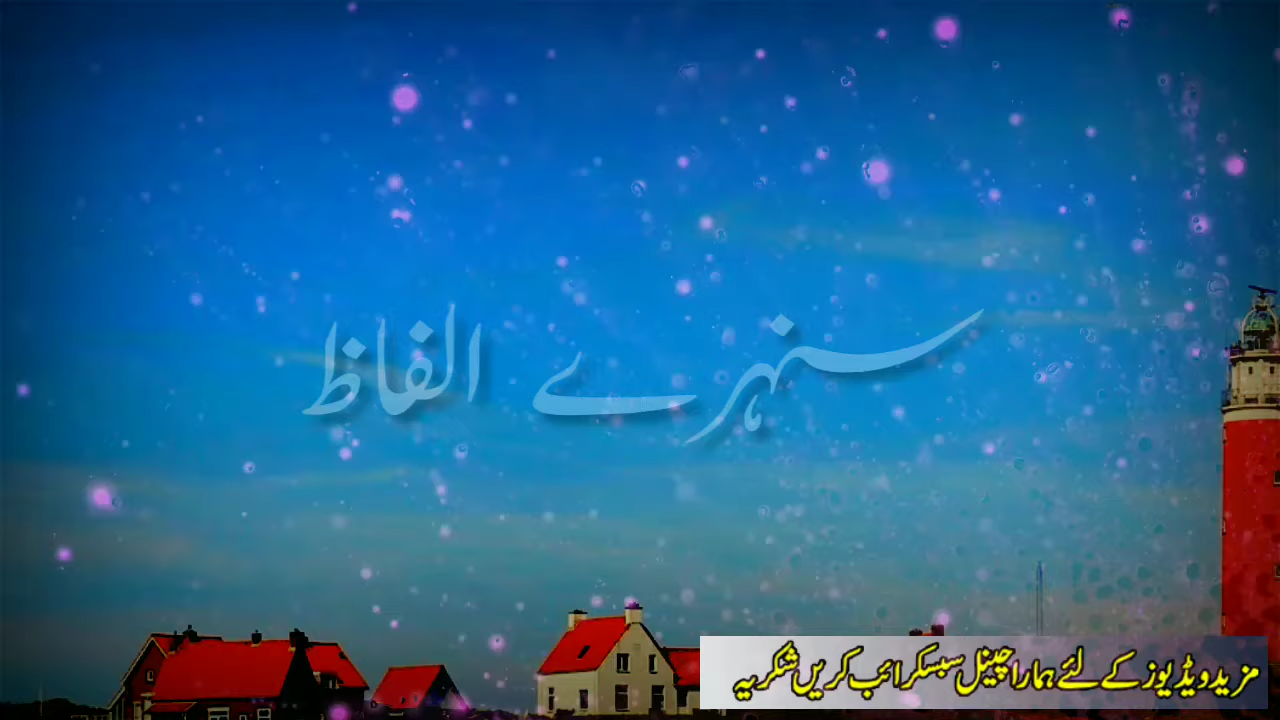 سنہرے الفاظ
مزید ویڈیوز کے لئے ہمارا چینل سبسکرائب کریں شکریہ